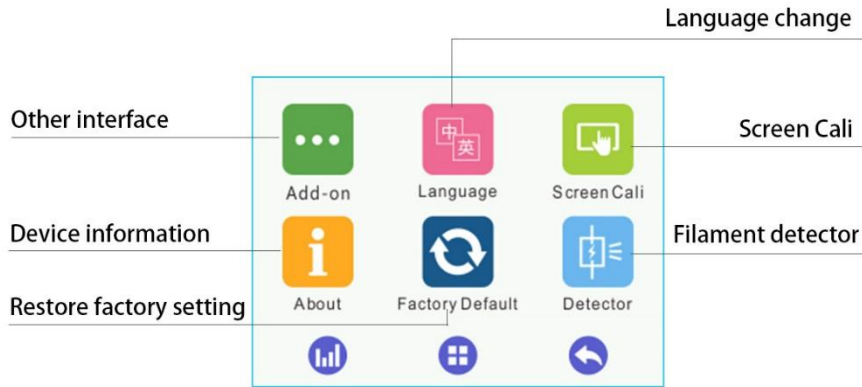 Language change
Other interface
Screen Cali
中
英
Add-on
Language
Screen Cali
Device information
Filament detector
i
About
Factory Default
Detector
Restore factory setting